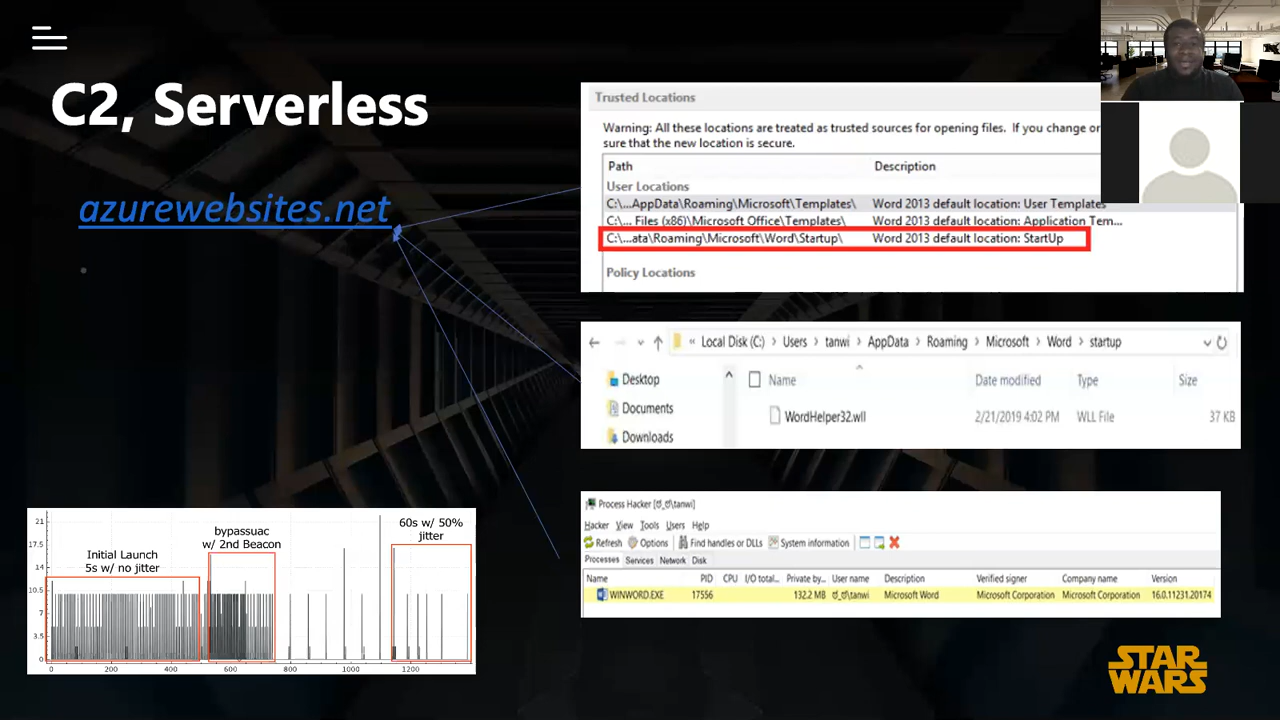 C2, Serverless
azurewebsites.net
Trusted Locations
Warning: All these locations are treated as trusted sources for opening files. If you change or
sure that the new location is secure.
Path Description
User Locations
C:\...AppData\Roaming\Microsoft\Templates\ Word 2013 default location: User Templates
C:\... Files (x86)\Microsoft Office\Templates\ Word 2013 default location: Application Tem...
C:\...ata\Roaming\Microsoft\Word\Startup\ Word 2013 default location: StartUp
Policy Locations
« Local Disk (C:) › Users › tanwi › AppData › Roaming › Microsoft › Word › startup
Desktop
Documents
Downloads
Name Date modified Type Size
WordHelper32.wll 2/21/2019 4:02 PM WLL File 37 KB
Process Hacker
Hacker View Tools Users Help
Refresh Options Find handles or DLLs System information
Processes Services Network Disk
Name PID CPU I/O total... Private by... User name Description Verified signer Company name Version
WINWORD.EXE 17556 132.2 MB Microsoft Word Microsoft Corporation Microsoft Corporation 16.0.11231.20174
Initial Launch
5s w/ no jitter
bypassuac
w/ 2nd Beacon
60s w/ 50%
jitter
21
17.5
14
10.5
7
3.5
0
0 200 400 600 800 1000 1200
STAR
WARS